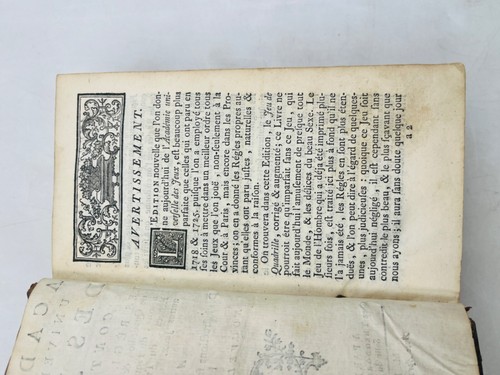 AVERTISSEMENT.
L'EDITION nouvelle que l'on don-
ne aujourd'hui de l'Académie uni-
verselle des Jeux, est beaucoup plus
parfaite que celles qui ont paru en
1718 & 1725. puisque l'on a employé tous
ses soins à mettre dans un meilleur ordre tous
les Jeux que l'on joue, non-seulement à la
Cour & à Paris, mais encore dans les Pro-
vinces; on en a donné les Régles propres au-
tant qu'elles ont paru justes, naturelles &
conformes à la raison.
On trouvera dans cette Edition, le Jeu de
Quadrille, corrigé & augmenté; ce Livre ne
pourroit être qu'imparfait sans ce Jeu, qui
fait aujourd'hui l'amusement de presque tout
le Monde, & les délices du beau Sexe. Le
Jeu de l'Hombre qui a déja été imprimé plu-
sieurs fois, est traité ici plus à fond qu'il ne
l'a jamais été, les Régles en sont plus éten-
dues, & l'on peut dire à l'égard de quelques-
unes, plus judicieuses: quoique ce Jeu soit
aujourd'hui négligé, il est cependant sans
contredit le plus beau, & le plus sçavant que
nous ayons; il aura sans doute quelque jour
a 2